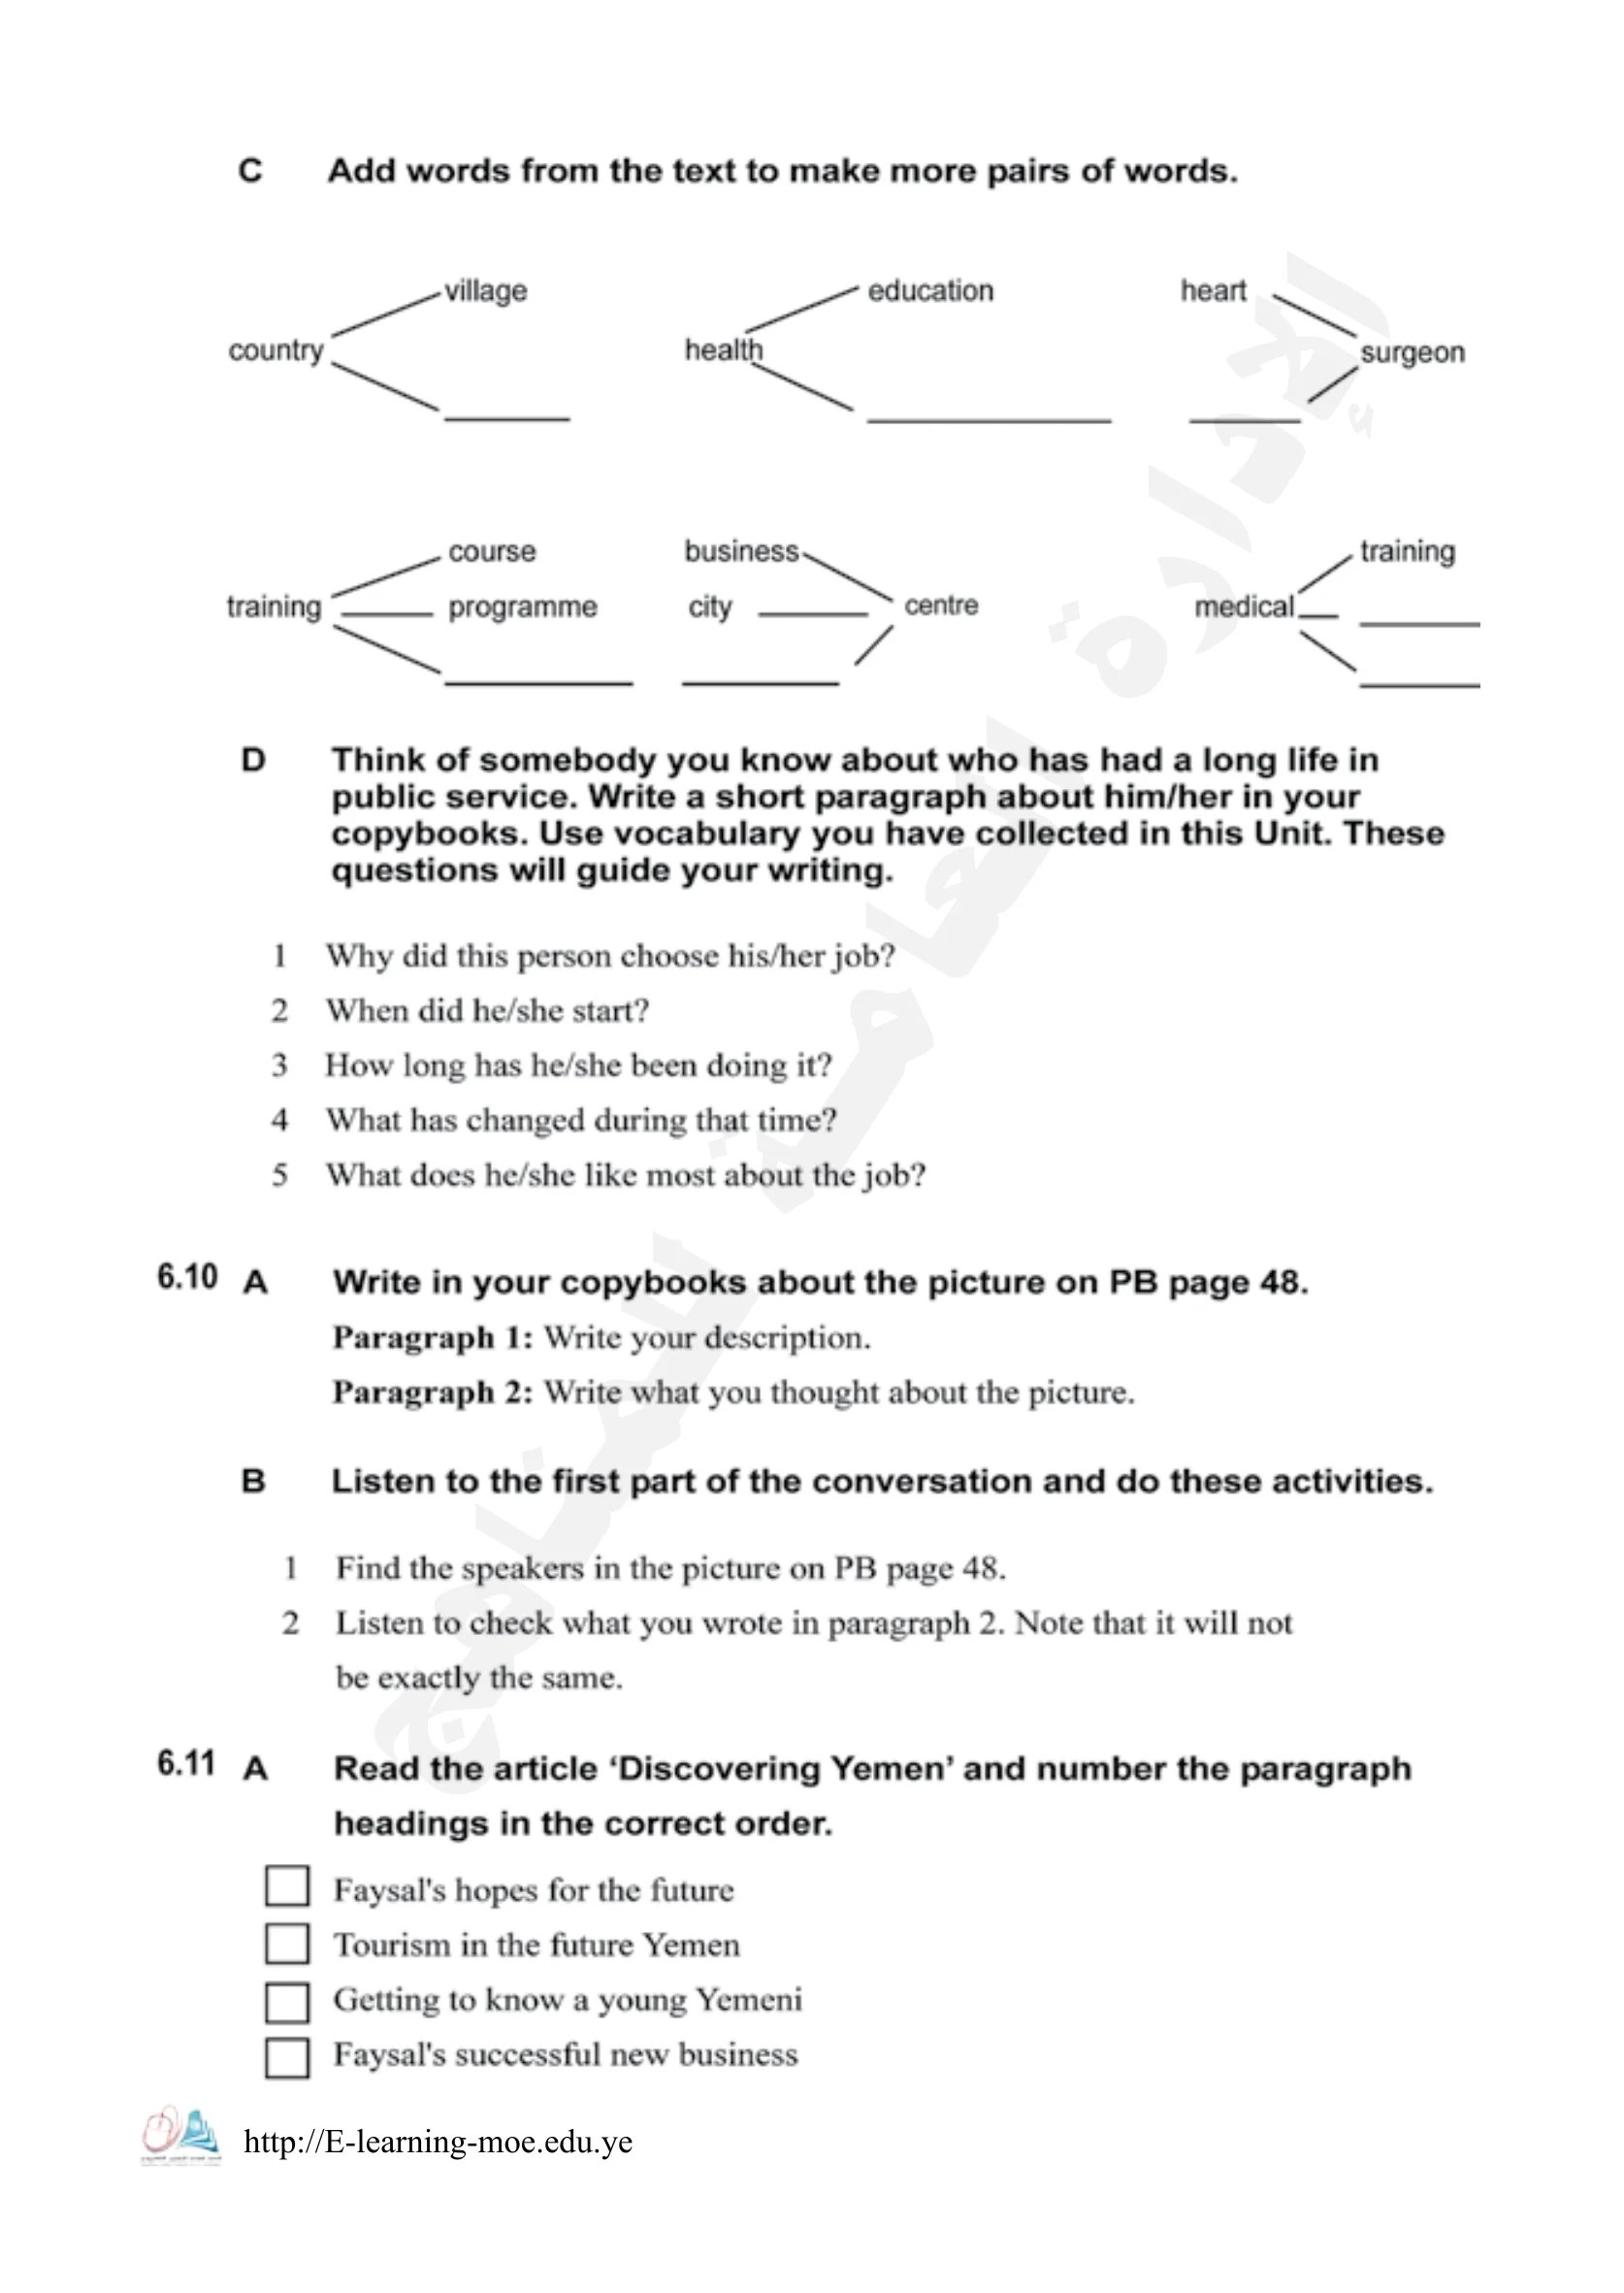 C Add words from the text to make more pairs of words.
village education heart
country health surgeon
course business training
training programme city centre medical
D Think of somebody you know about who has had a long life in
public service. Write a short paragraph about him/her in your
copybooks. Use vocabulary you have collected in this Unit. These
questions will guide your writing.
1 Why did this person choose his/her job?
2 When did he/she start?
3 How long has he/she been doing it?
4 What has changed during that time?
5 What does he/she like most about the job?
6.10 A Write in your copybooks about the picture on PB page 48.
Paragraph 1: Write your description.
Paragraph 2: Write what you thought about the picture.
B Listen to the first part of the conversation and do these activities.
1 Find the speakers in the picture on PB page 48.
2 Listen to check what you wrote in paragraph 2. Note that it will not
be exactly the same.
6.11 A Read the article ‘Discovering Yemen’ and number the paragraph
headings in the correct order.
Faysal's hopes for the future
Tourism in the future Yemen
Getting to know a young Yemeni
Faysal's successful new business
http://E-learning-moe.edu.ye
الإدارة العامة للمناهج